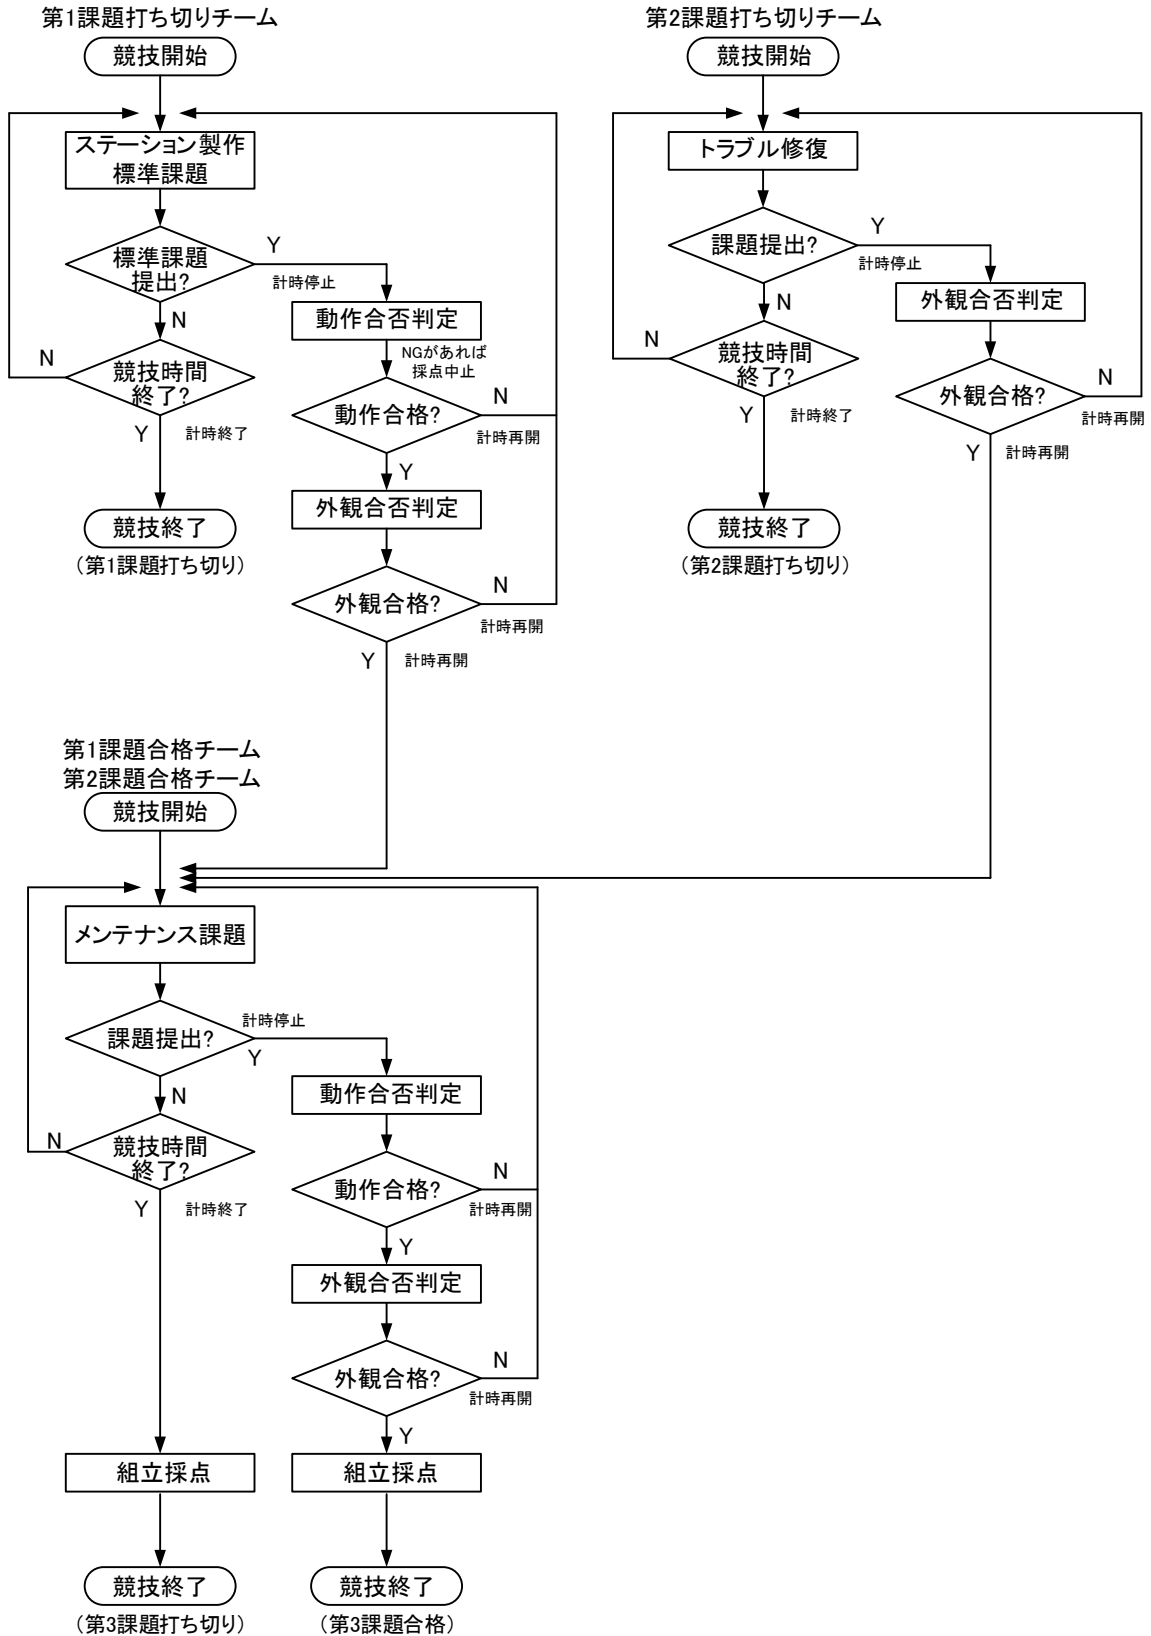 第1課題打ち切りチーム
競技開始
ステーション製作
標準課題
標準課題
提出?
Y
計時停止
N
動作合否判定
NGがあれば
採点中止
競技時間
終了?
N
Y
計時終了
動作合格?
N
計時再開
Y
外観合否判定
競技終了
(第1課題打ち切り)
外観合格?
N
計時再開
Y
計時再開
第2課題打ち切りチーム
競技開始
トラブル修復
課題提出?
Y
計時停止
N
外観合否判定
競技時間
終了?
N
Y
計時終了
外観合格?
N
計時再開
Y
計時再開
競技終了
(第2課題打ち切り)
第1課題合格チーム
第2課題合格チーム
競技開始
メンテナンス課題
課題提出?
計時停止
Y
N
動作合否判定
競技時間
終了?
N
Y
計時終了
動作合格?
N
計時再開
Y
外観合否判定
外観合格?
N
計時再開
Y
組立採点
組立採点
競技終了
(第3課題打ち切り)
競技終了
(第3課題合格)